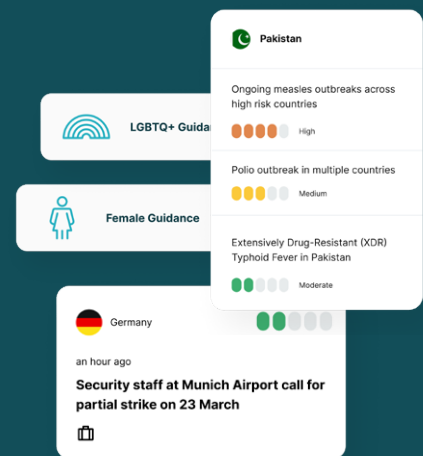 Pakistan
Ongoing measles outbreaks across
high risk countries
High
Polio outbreak in multiple countries
Medium
Extensively Drug-Resistant (XDR)
Typhoid Fever in Pakistan
Moderate
LGBTQ+
Female Guidance
Germany
an hour ago
Security staff at Munich Airport call for
partial strike on 23 March